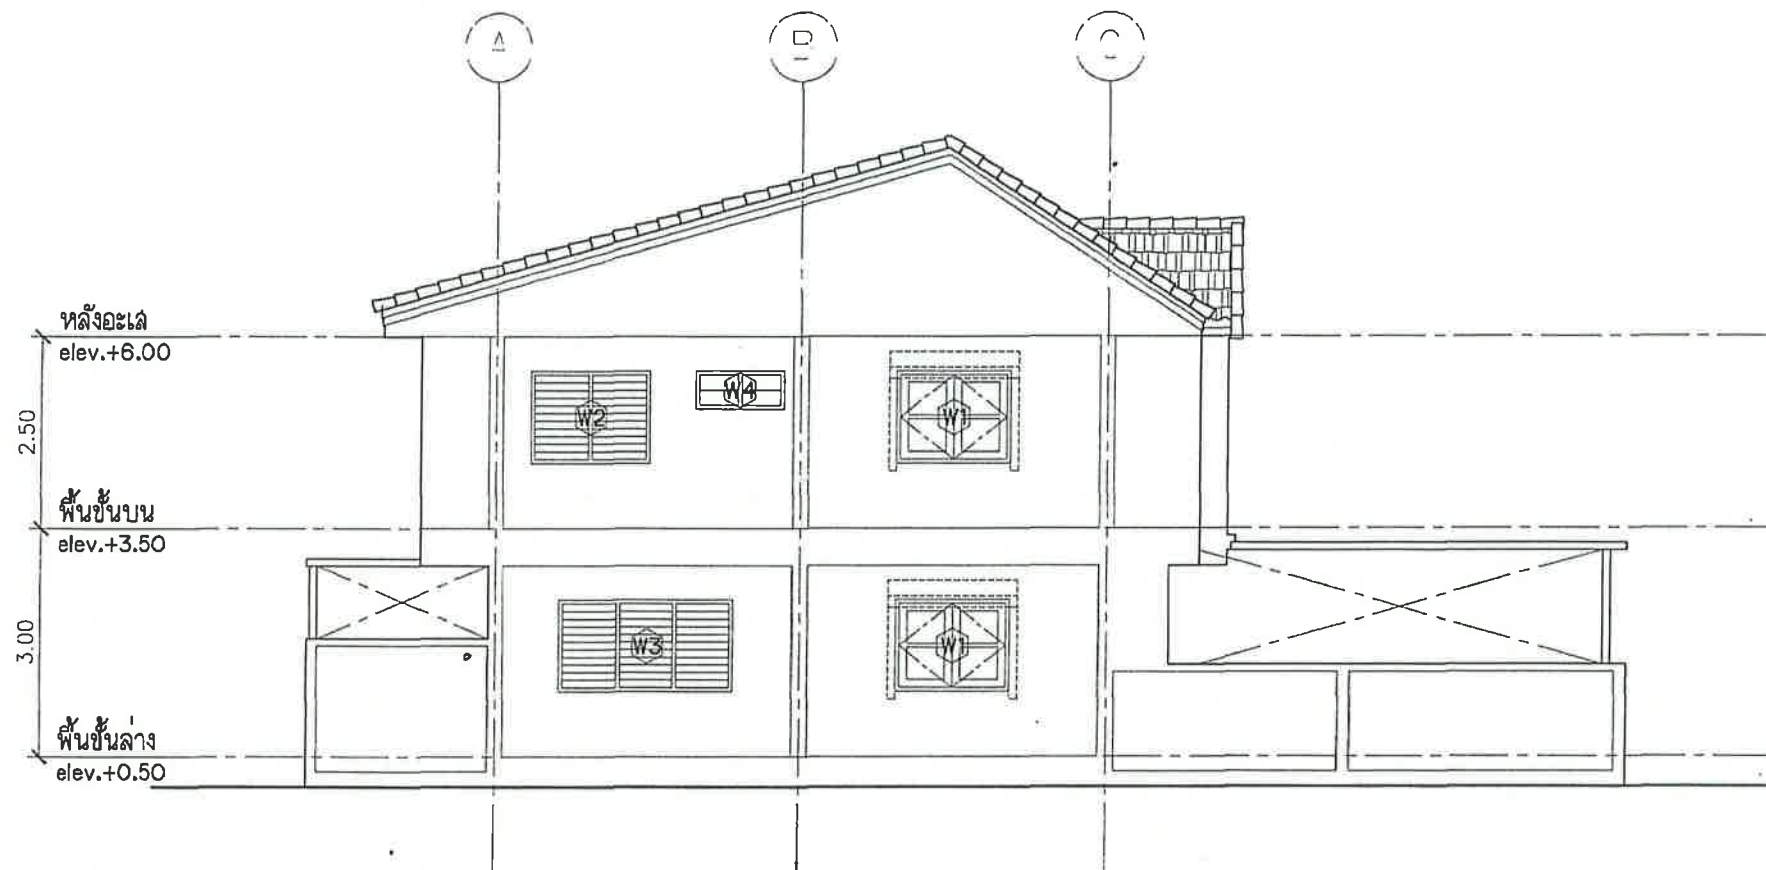 A B C
หลังอะเส
elev.+6.00
2.50
W2 W4 W1
พื้นชั้นบน
elev.+3.50
3.00
W3 W1
พื้นชั้นล่าง
elev.+0.50